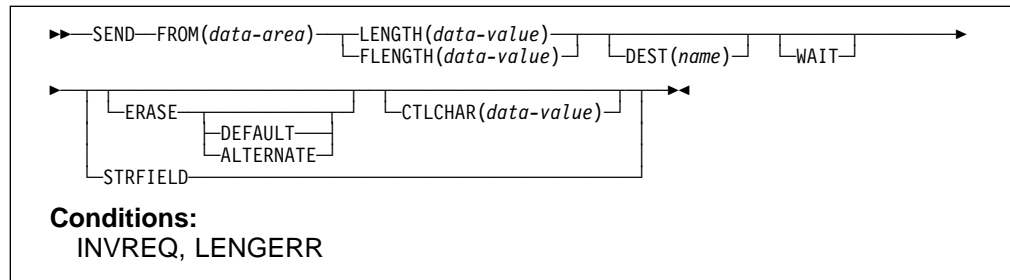 SEND FROM(data-area) LENGTH(data-value)
FLENGTH(data-value) DEST(name) WAIT
ERASE CTLCHAR(data-value)
DEFAULT
ALTERNATE
STRFIELD
Conditions:
INVREQ, LENGERR